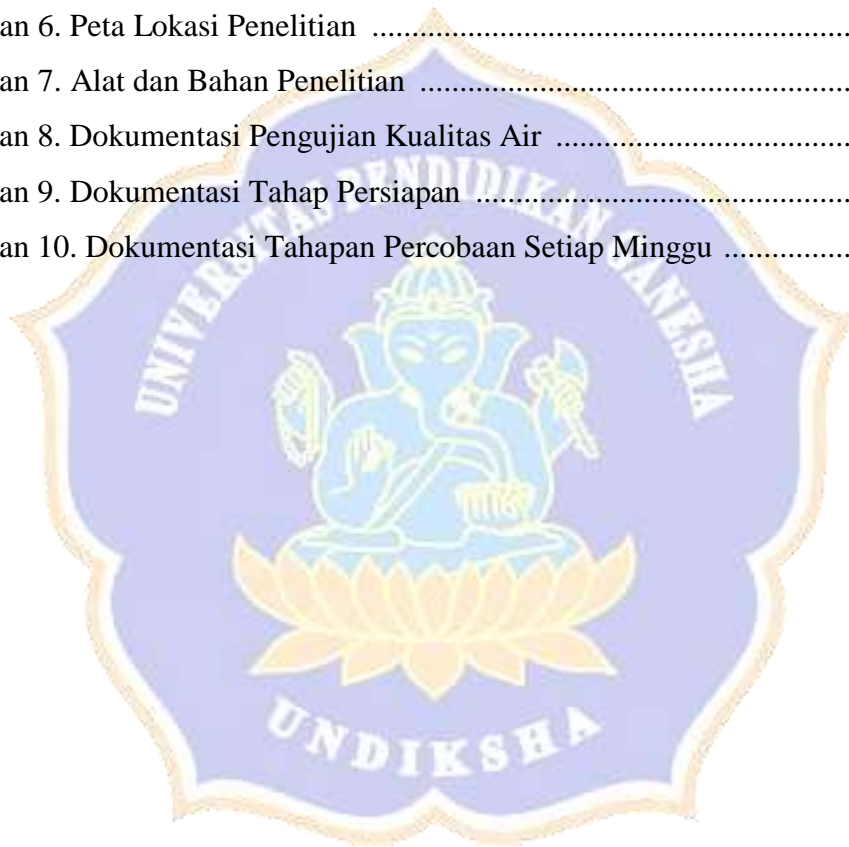 an 6. Peta Lokasi Penelitian ..................................................
an 7. Alat dan Bahan Penelitian .............................................
an 8. Dokumentasi Pengujian Kualitas Air ..............................
an 9. Dokumentasi Tahap Persiapan .......................................
an 10. Dokumentasi Tahapan Percobaan Setiap Minggu ................
UNIVERSITAS PENDIDIKAN GANESHA
UNDIKSHA